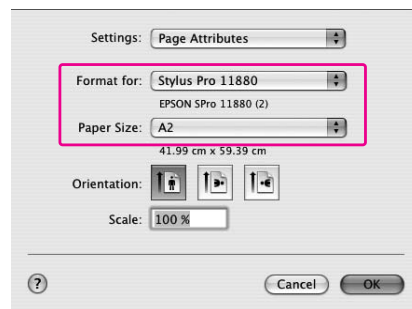 Settings: Page Attributes
Format for: Stylus Pro 11880
EPSON SPro 11880 (2)
Paper Size: A2
41.99 cm x 59.39 cm
Orientation:
Scale: 100 %
? Cancel OK